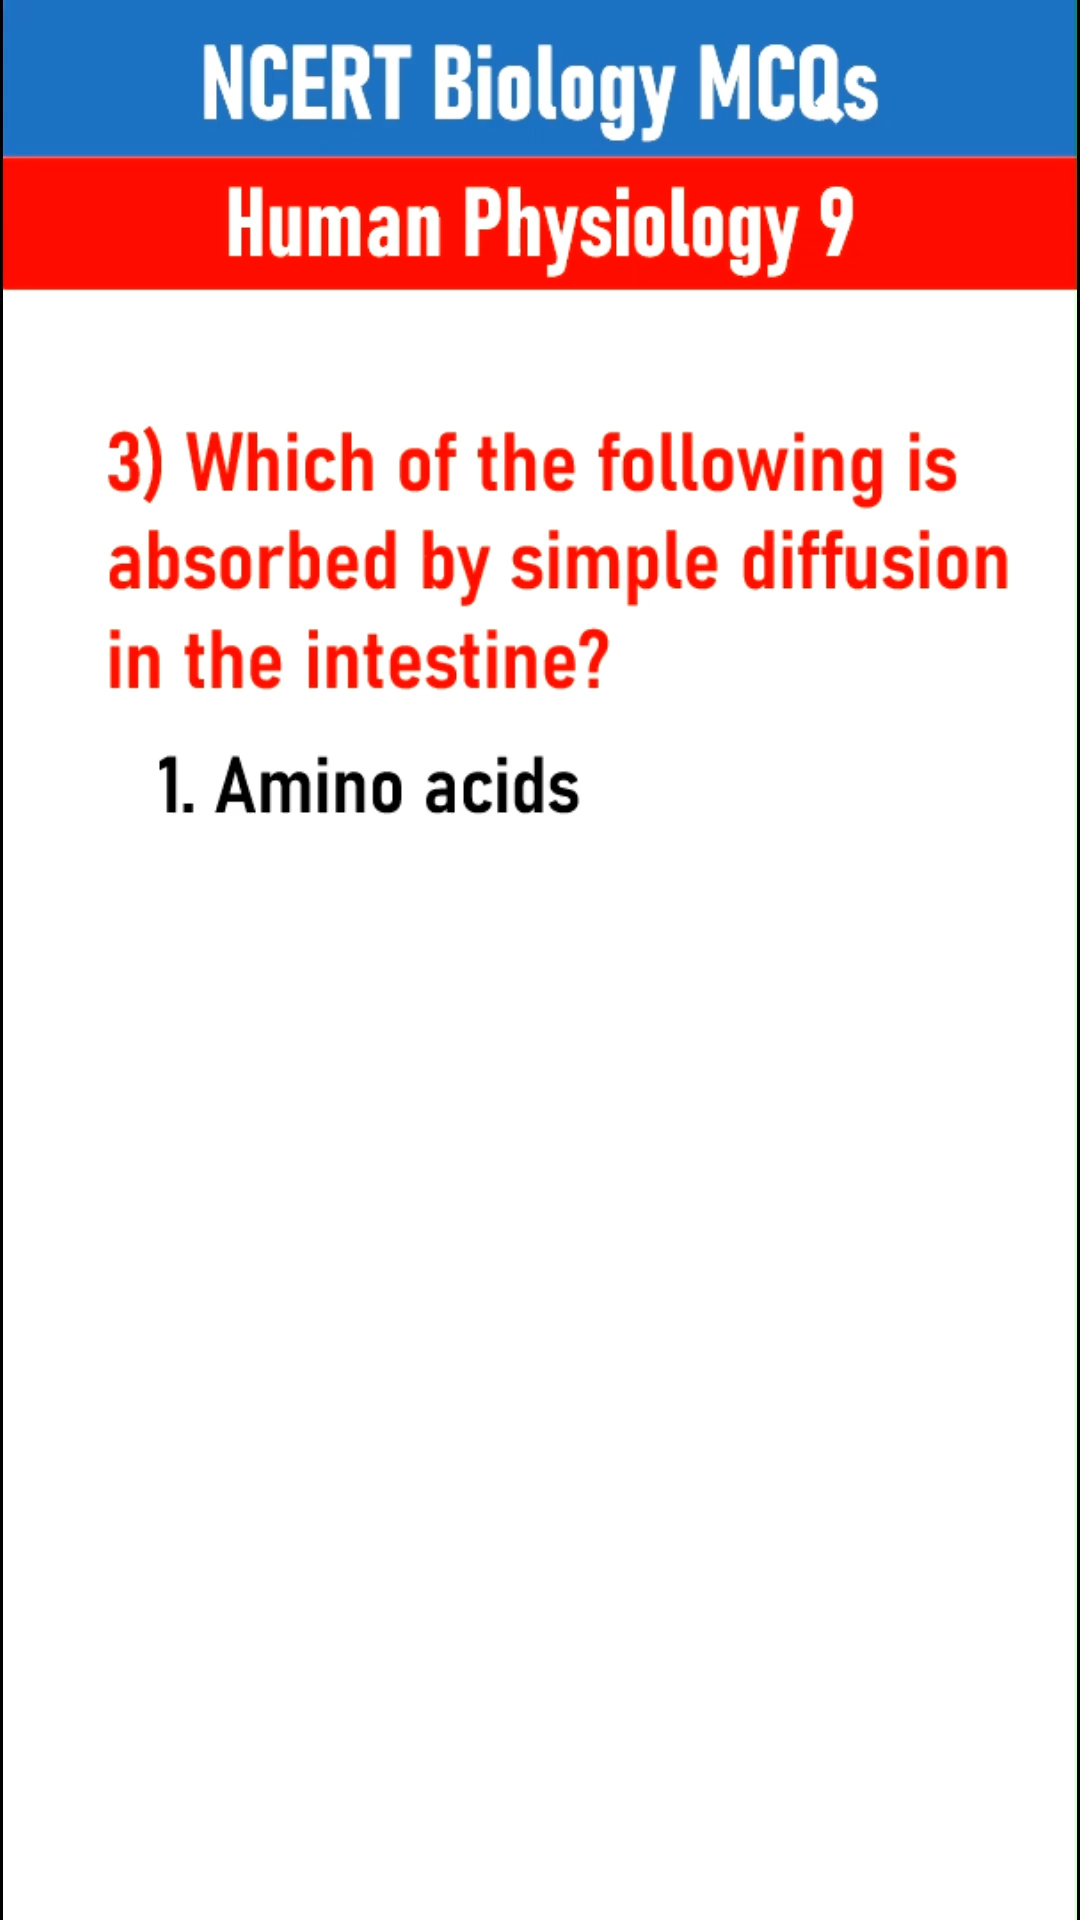 NCERT Biology MCQs
Human Physiology 9
3) Which of the following is
absorbed by simple diffusion
in the intestine?
1. Amino acids